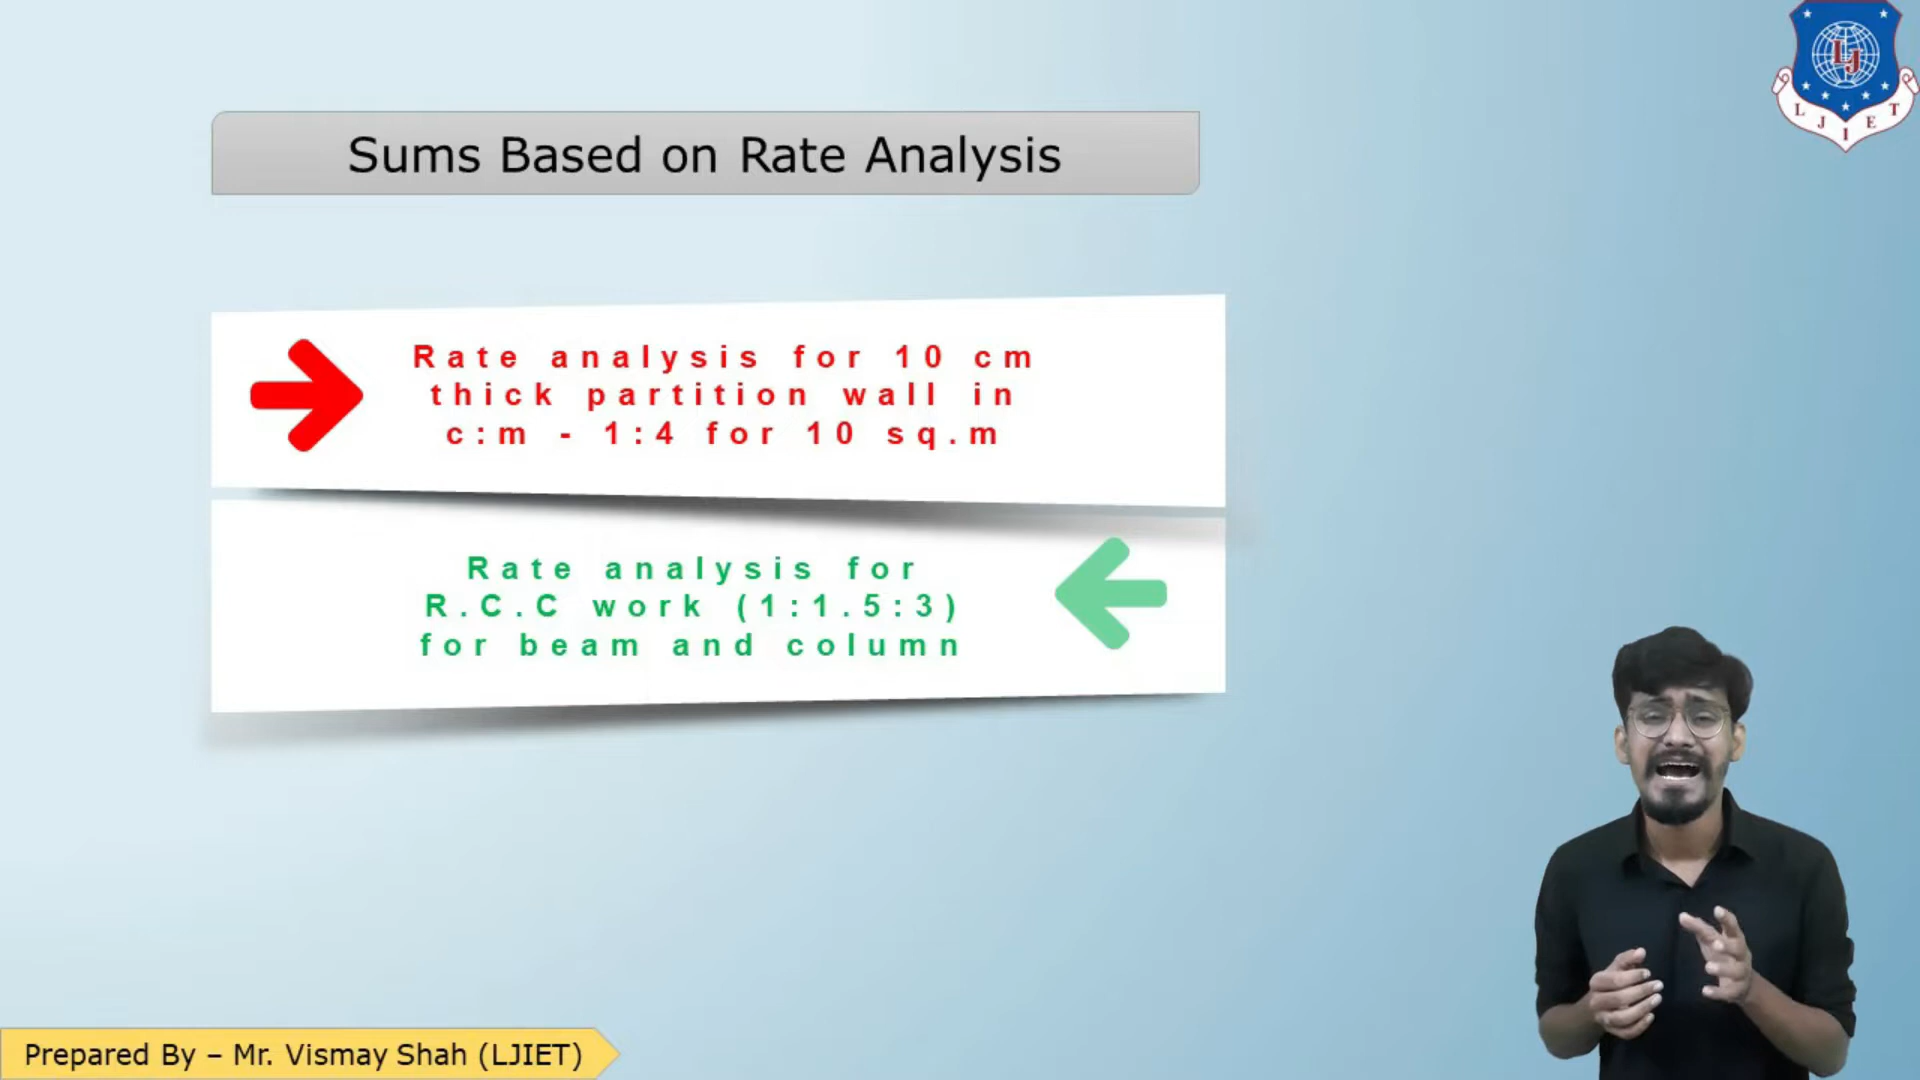 Sums Based on Rate Analysis
Rate analysis for 10 cm
thick partition wall in
c:m - 1:4 for 10 sq.m
Rate analysis for
R.C.C work (1:1.5:3)
for beam and column
LJ
L J I E T
Prepared By – Mr. Vismay Shah (LJIET)